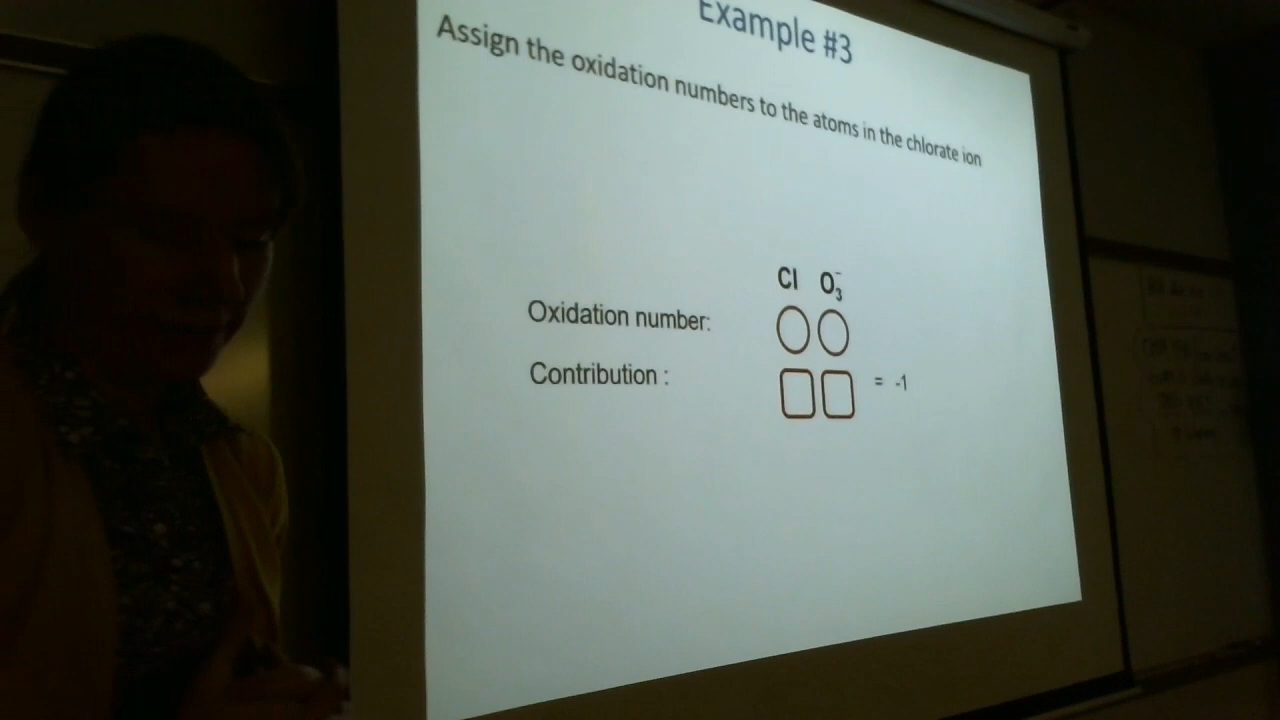 Example #3
Assign the oxidation numbers to the atoms in the chlorate ion
Cl O₃⁻
Oxidation number:
Contribution :
= -1